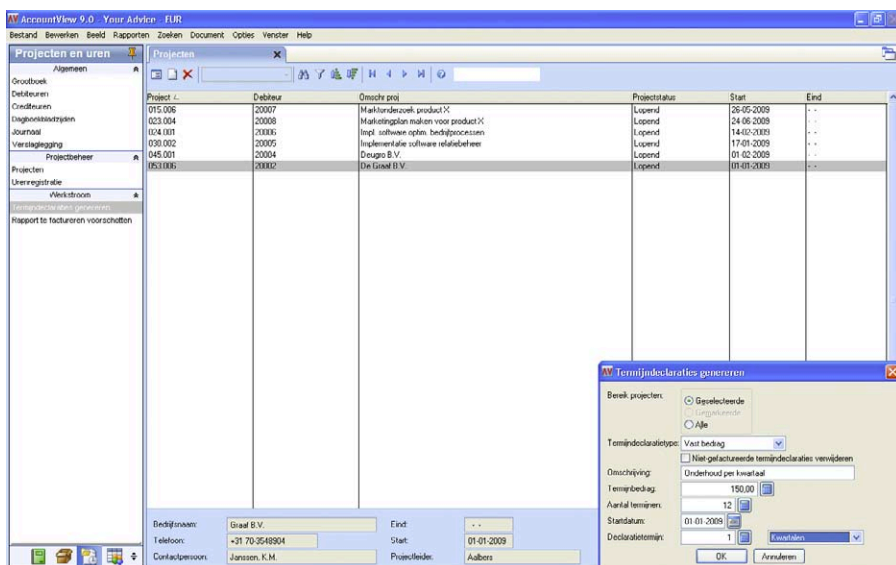 AccountView 9.0 - Your Advice - EUR
Bestand Bewerken Beeld Rapporten Zoeken Document Opties Venster Help
Projecten en uren
Algemeen
Grootboek
Debiteuren
Crediteuren
Dagboekbladzijden
Journaal
Verslaglegging
Projectbeheer
Projecten
Urenregistratie
Werkstroom
Termijndeclaraties genereren
Rapport te factureren voorschotten
Projecten
Project Debiteur Omschr proj Projectstatus Start Eind
015.006 20007 Marktonderzoek product X Lopend 26-05-2009 - -
023.004 20008 Marketingplan maken voor product X Lopend 24-06-2009 - -
024.001 20006 Impl. software optim. bedrijfprocessen Lopend 14-02-2009 - -
030.002 20005 Implementatie software relatiebeheer Lopend 17-01-2009 - -
045.001 20004 Deugro B.V. Lopend 01-02-2009 - -
053.006 20002 De Graaf B.V. Lopend 01-01-2009 - -
Bedrijfsnaam: Graaf B.V. Eind: - -
Telefoon: +31 70-3548904 Start: 01-01-2009
Contactpersoon: Janssen, K.M. Projectleider: Aalbers
Termijndeclaraties genereren
Bereik projecten: Geselecteerde
Gemarkeerde
Alle
Termijndeclaratietype: Vast bedrag
Niet-gefactureerde termijndeclaraties verwijderen
Omschrijving: Onderhoud per kwartaal
Termijnbedrag: 150,00
Aantal termijnen: 12
Startdatum: 01-01-2009
Declaratietermijn: 1 Kwartalen
OK Annuleren